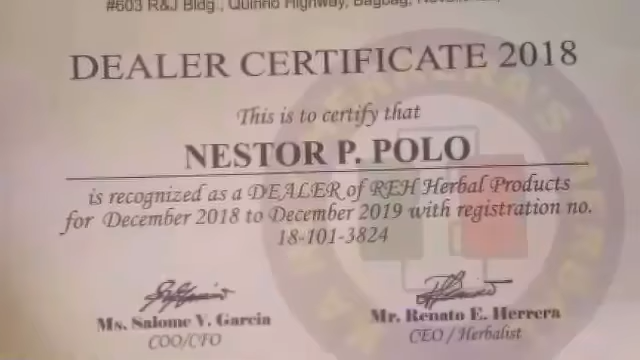 #603 R&J Bldg., Quirino Highway, Bagbag,
DEALER CERTIFICATE 2018
This is to certify that
NESTOR P. POLO
is recognized as a DEALER of REH Herbal Products
for December 2018 to December 2019 with registration no.
18-101-3824
Ms. Salome V. Garcia
COO/CFO
Mr. Renato E. Herrera
CEO / Herbalist